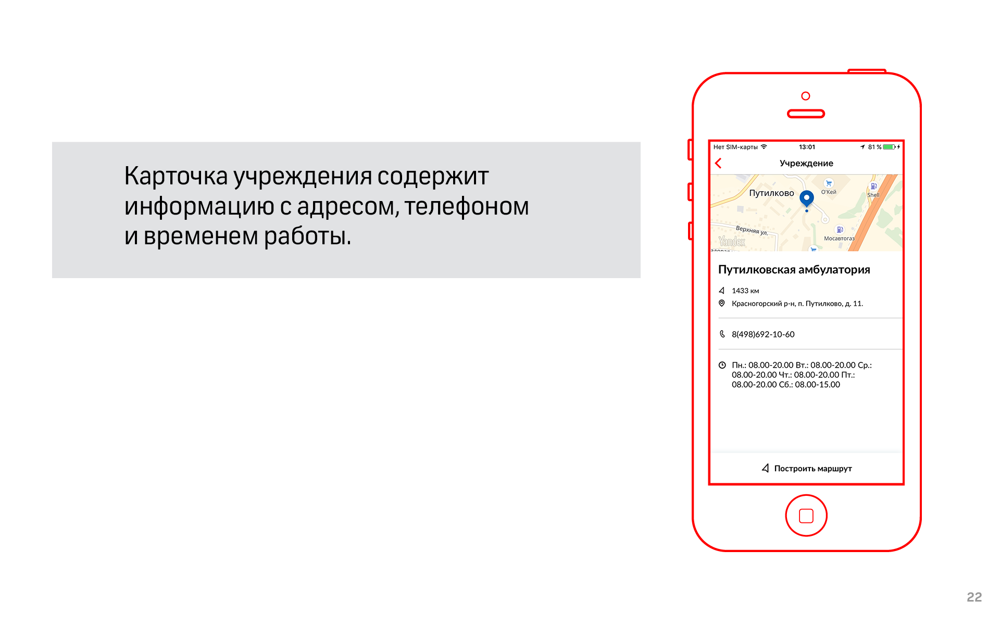 Карточка учреждения содержит
информацию с адресом, телефоном
и временем работы.
Нет SIM-карты 13:01 81 %
Учреждение
Путилково
О'Кей
Shell
Верхняя ул.
Мосавтогаз
Yandex
Путилковская амбулатория
1433 км
Красногорский р-н, п. Путилково, д. 11.
8(498)692-10-60
Пн.: 08.00-20.00 Вт.: 08.00-20.00 Ср.:
08.00-20.00 Чт.: 08.00-20.00 Пт.:
08.00-20.00 Сб.: 08.00-15.00
Построить маршрут
22